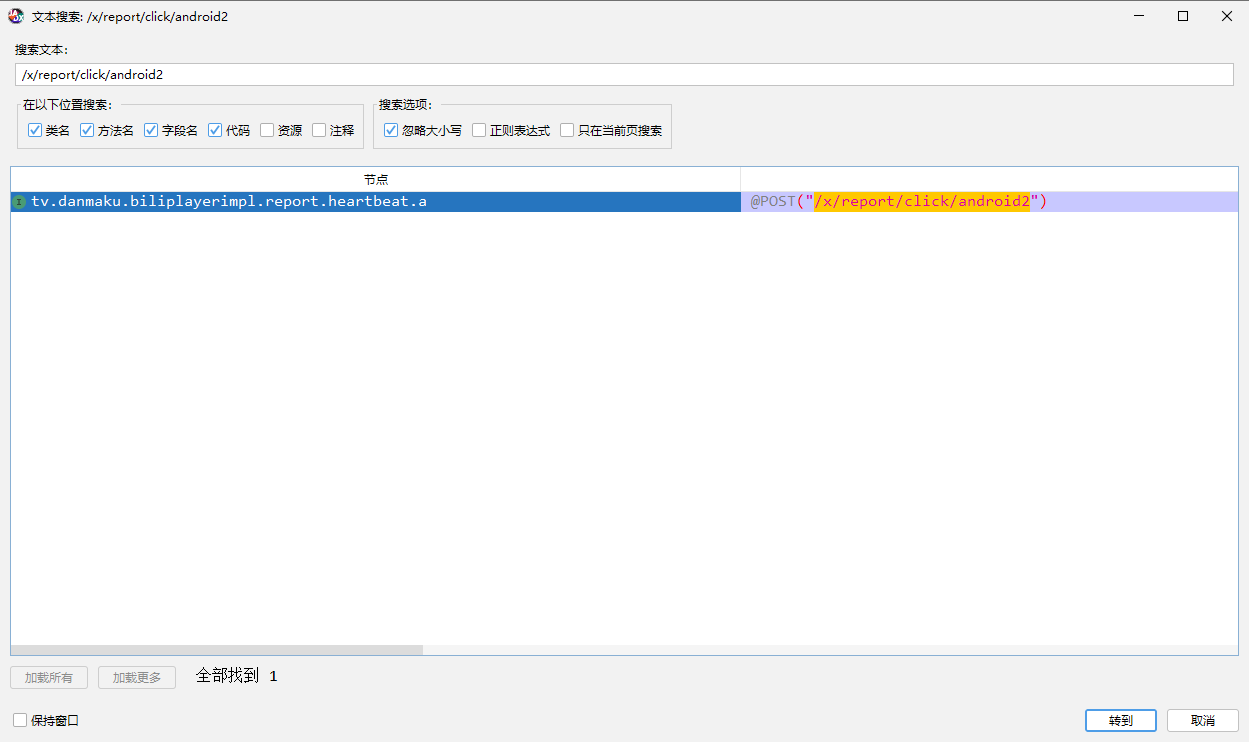 文本搜索: /x/report/click/android2
搜索文本:
/x/report/click/android2
在以下位置搜索: 搜索选项:
类名 方法名 字段名 代码 资源 注释 忽略大小写 正则表达式 只在当前页搜索
节点
I tv.danmaku.biliplayerimpl.report.heartbeat.a @POST("/x/report/click/android2")
加载所有 加载更多 全部找到 1
保持窗口 转到 取消